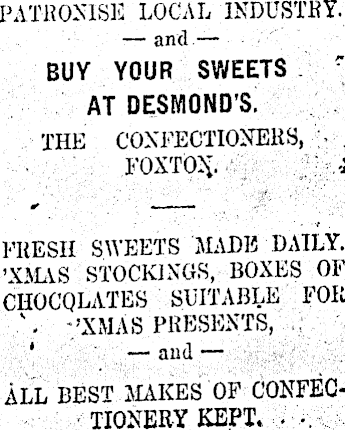 PATRONISE LOCAL INDUSTRY.
— and —
BUY YOUR SWEETS
AT DESMOND'S.
THE CONFECTIONERS,
FOXTON.
FRESH SWEETS MADE DAILY.
'XMAS STOCKINGS, BOXES OF
CHOCOLATES SUITABLE FOR
'XMAS PRESENTS,
— and —
ALL BEST MAKES OF CONFEC-
TIONERY KEPT.